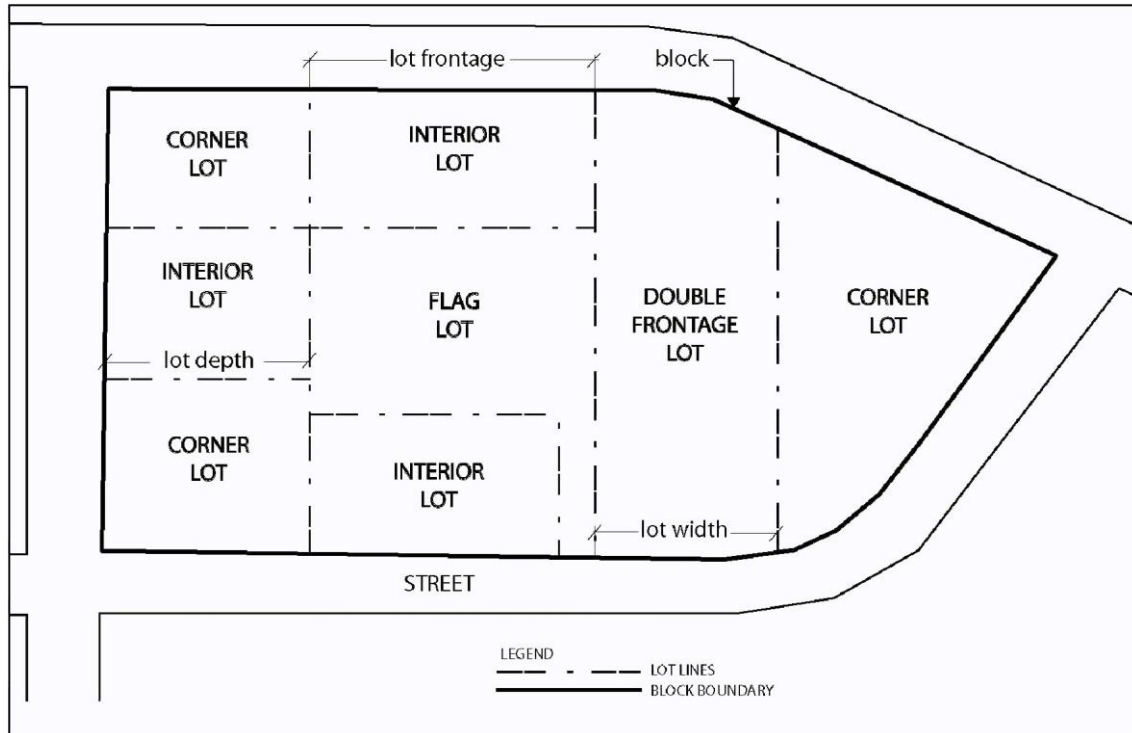 lot frontage
block
CORNER
LOT
INTERIOR
LOT
INTERIOR
LOT
FLAG
LOT
DOUBLE
FRONTAGE
LOT
CORNER
LOT
lot depth
CORNER
LOT
INTERIOR
LOT
lot width
STREET
LEGEND
LOT LINES
BLOCK BOUNDARY